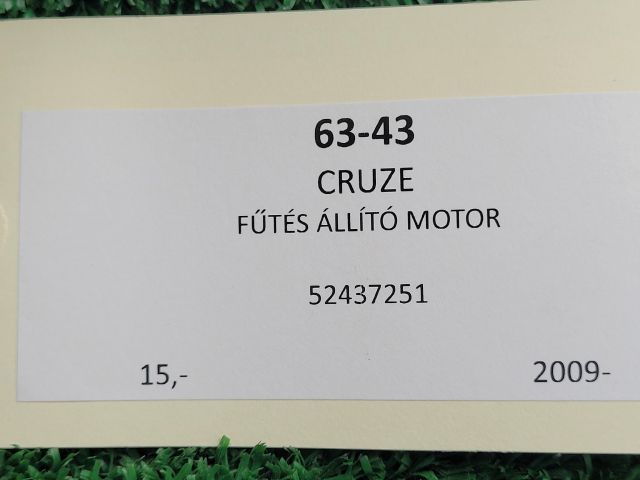 63-43
CRUZE
FŰTÉS ÁLLÍTÓ MOTOR
52437251
15,- 2009-